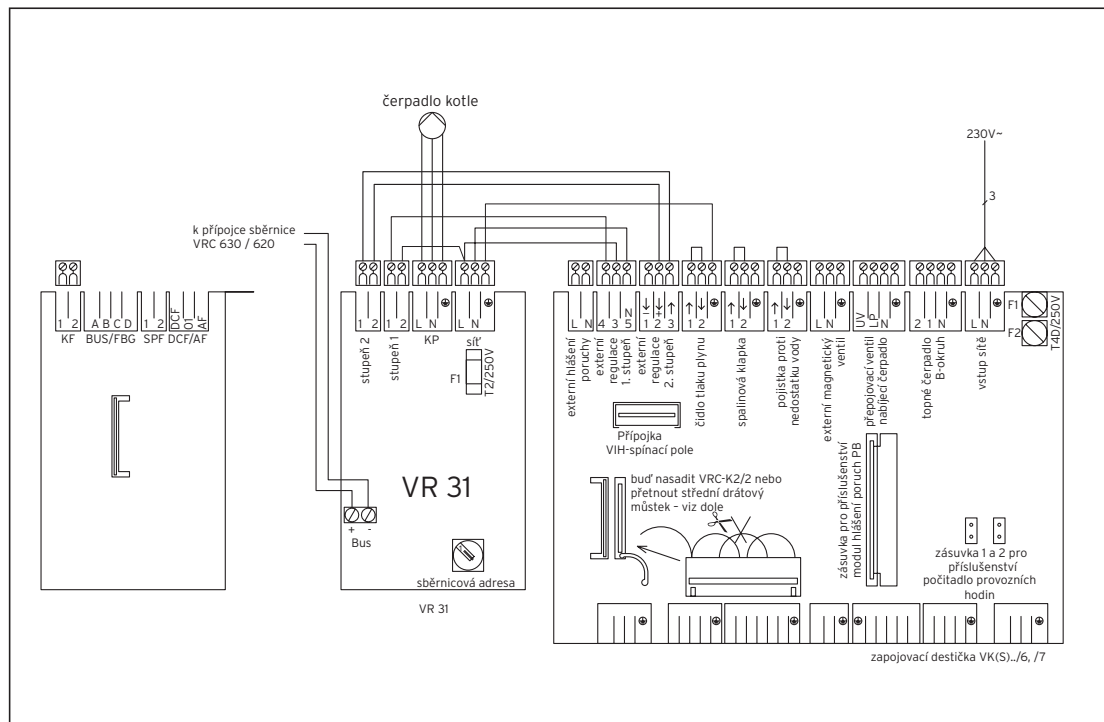 čerpadlo kotle
230V~
3
k přípojce sběrnice
VRC 630 / 620
1 2
KF
A B C D
BUS/FBG
1 2
SPF
DCF
01
AF
DCF/AF
1 2
stupeň 2
1 2
stupeň 1
L N
KP
L N
síť
F1
T2/250V
VR 31
+ -
Bus
sběrnicová adresa
VR 31
L N
externí hlášení
poruchy
4 3 5
N
externí
regulace
1. stupeň
1 2 3
- +
externí
regulace
2. stupeň
1 2
čidlo tlaku plynu
1 2
spalinová klapka
1 2
pojistka proti
nedostatku vody
L N
externí magnetický
ventil
UV
LP
L N
přepojovací ventil
nabíjecí čerpadlo
2 1 N
topné čerpadlo
B-okruh
L N
vstup sítě
F1
F2
T4D/250V
Přípojka
VIH-spínací pole
buď nasadit VRC-K2/2 nebo
přetnout střední drátový
můstek – viz dole
zásuvka pro příslušenství
modul hlášení poruch PB
zásuvka 1 a 2 pro
příslušenství
počitadlo provozních
hodin
zapojovací destička VK(S)../6, /7